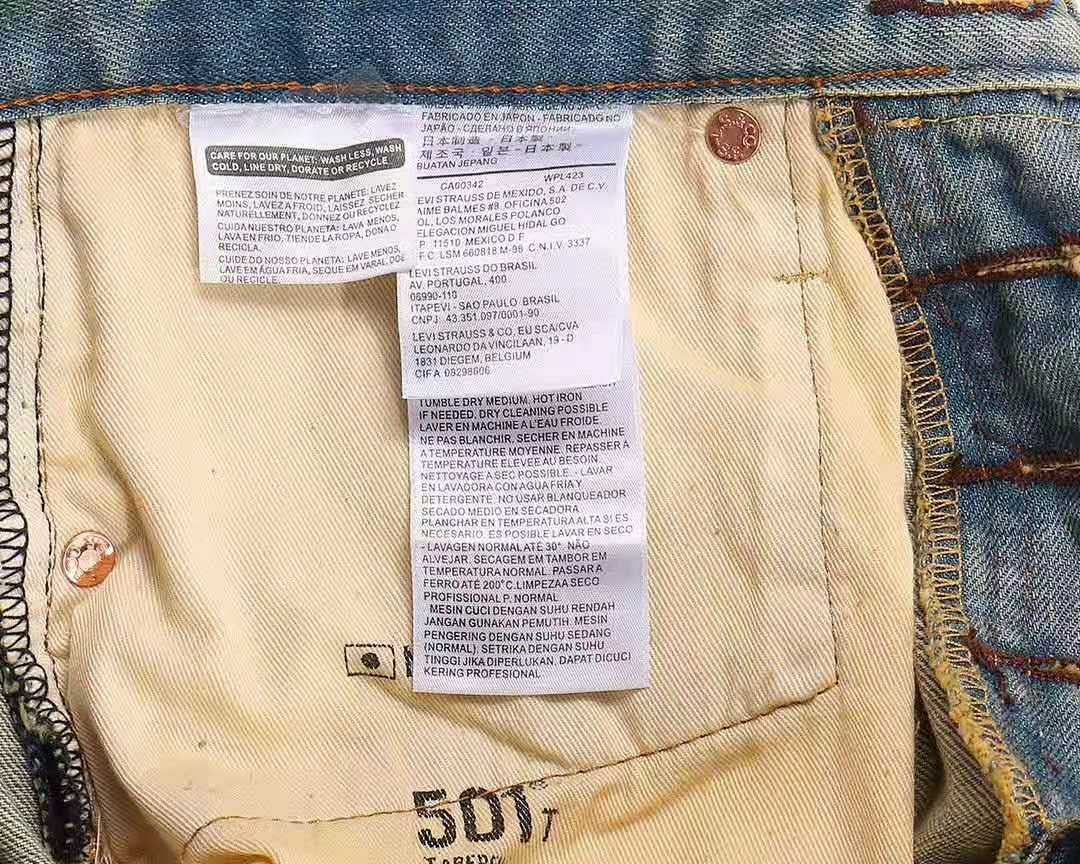 CARE FOR OUR PLANET: WASH LESS, WASH
COLD, LINE DRY, DORATE OR RECYCLE
PRENEZ SOIN DE NOTRE PLANETE: LAVEZ
MOINS, LAVEZ A FROID, LAISSEZ SECHER
NATURELLEMENT, DONNEZ OU RECYCLEZ
CUIDA NUESTRO PLANETA: LAVA MENOS,
LAVA EN FRIO, TIENDE LA ROPA, DONA O
RECICLA.
CUIDE DO NOSSO PLANETA: LAVE MENOS,
LAVE EM ÁGUA FRIA, SEQUE EM VARAL, DOE
OU RECICLE.
FABRICADO EN JAPON - FABRICADO NO
JAPÃO - СДЕЛАНО В ЯПОНИИ
日本制造 - 日本製 -
제조국 · 일본 - 日本製 -
BUATAN JEPANG
CA00342 WPL423
EVI STRAUSS DE MEXICO, S.A. DE C.V.
AIME BALMES #8. OFICINA 502
OL, LOS MORALES POLANCO
ELEGACION MIGUEL HIDALGO
P. 11510 MEXICO D F
F.C. LSM 660818 M-98 C.N.I.V. 3337
LEVI STRAUSS DO BRASIL
AV. PORTUGAL, 400
06990-110
ITAPEVI - SAO PAULO BRASIL
CNPJ: 43.351.097/0001-90
LEVI STRAUSS & CO, EU SCA/CVA
LEONARDO DA VINCILAAN, 19 - D
1831 DIEGEM, BELGIUM
CIF A 08298606
TUMBLE DRY MEDIUM. HOT IRON
IF NEEDED. DRY CLEANING POSSIBLE
LAVER EN MACHINE A L'EAU FROIDE.
NE PAS BLANCHIR. SECHER EN MACHINE
A TEMPERATURE MOYENNE. REPASSER A
TEMPERATURE ELEVEE AU BESOIN.
NETTOYAGE A SEC POSSIBLE. - LAVAR
EN LAVADORA CON AGUA FRIA Y
DETERGENTE. NO USAR BLANQUEADOR
SECADO MEDIO EN SECADORA
PLANCHAR EN TEMPERATURA ALTA SI ES
NECESARIO. ES POSIBLE LAVAR EN SECO
- LAVAGEN NORMAL ATÉ 30°. NÃO
ALVEJAR. SECAGEM EM TAMBOR EM
TEMPERATURA NORMAL. PASSAR A
FERRO ATÉ 200°C.LIMPEZA A SECO
PROFISSIONAL P. NORMAL
MESIN CUCI DENGAN SUHU RENDAH
JANGAN GUNAKAN PEMUTIH. MESIN
PENGERING DENGAN SUHU SEDANG
(NORMAL). SETRIKA DENGAN SUHU
TINGGI JIKA DIPERLUKAN, DAPAT DICUCI
KERING PROFESIONAL
501 T